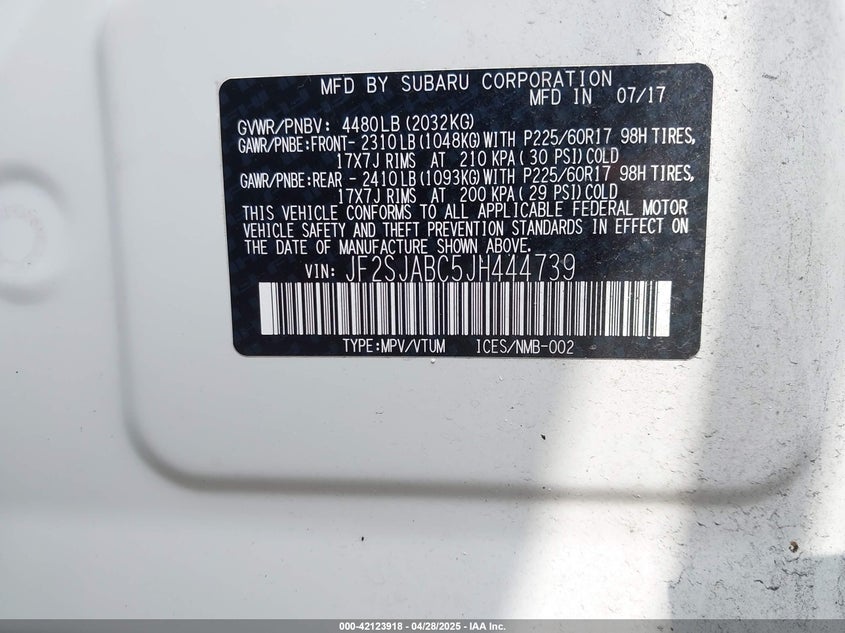 MFD BY SUBARU CORPORATION
MFD IN 07/17
GVWR/PNBV: 4480LB(2032KG)
GAWR/PNBE:FRONT- 2310LB(1048KG)WITH P225/60R17 98H TIRES,
17X7J RIMS AT 210 KPA(30 PSI)COLD
GAWR/PNBE:REAR - 2410LB(1093KG)WITH P225/60R17 98H TIRES,
17X7J RIMS AT 200 KPA(29 PSI)COLD
THIS VEHICLE CONFORMS TO ALL APPLICABLE FEDERAL MOTOR
VEHICLE SAFETY AND THEFT PREVENTION STANDARDS IN EFFECT ON
THE DATE OF MANUFACTURE SHOWN ABOVE.
VIN: JF2SJABC5JH444739
TYPE:MPV/VTUM ICES/NMB-002
000-42123918 - 04/28/2025 - IAA Inc.